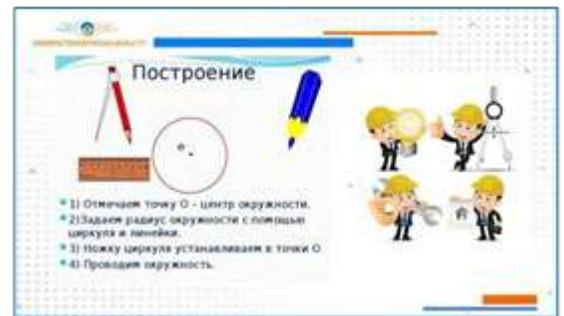 Построение
О
1) Отмечаем точку О - центр окружности.
2)Задаем радиус окружности с помощью
циркуля и линейки.
3) Ножку циркуля устанавливаем в точки О
4) Проводим окружность.